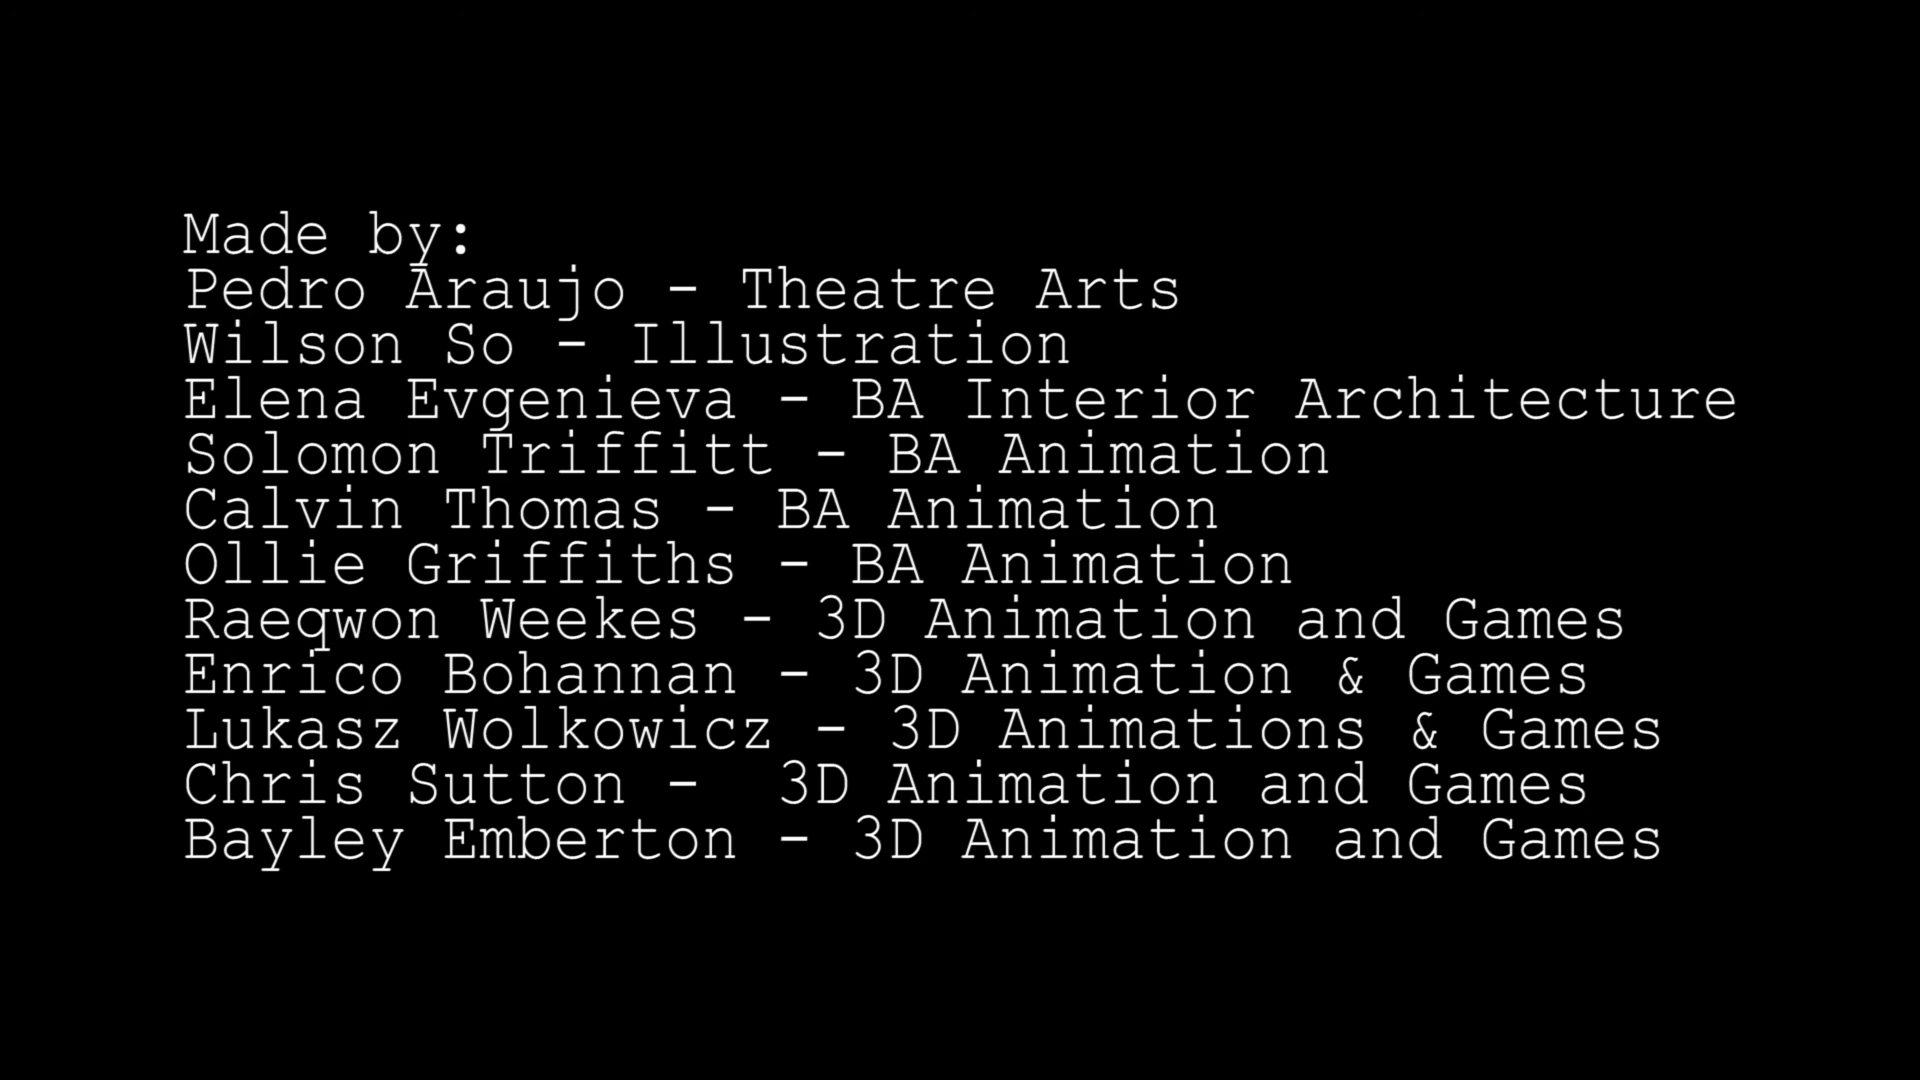 Made by:
Pedro Araujo - Theatre Arts
Wilson So - Illustration
Elena Evgenieva - BA Interior Architecture
Solomon Triffitt - BA Animation
Calvin Thomas - BA Animation
Ollie Griffiths - BA Animation
Raeqwon Weekes - 3D Animation and Games
Enrico Bohannan - 3D Animation & Games
Lukasz Wolkowicz - 3D Animations & Games
Chris Sutton -  3D Animation and Games
Bayley Emberton - 3D Animation and Games